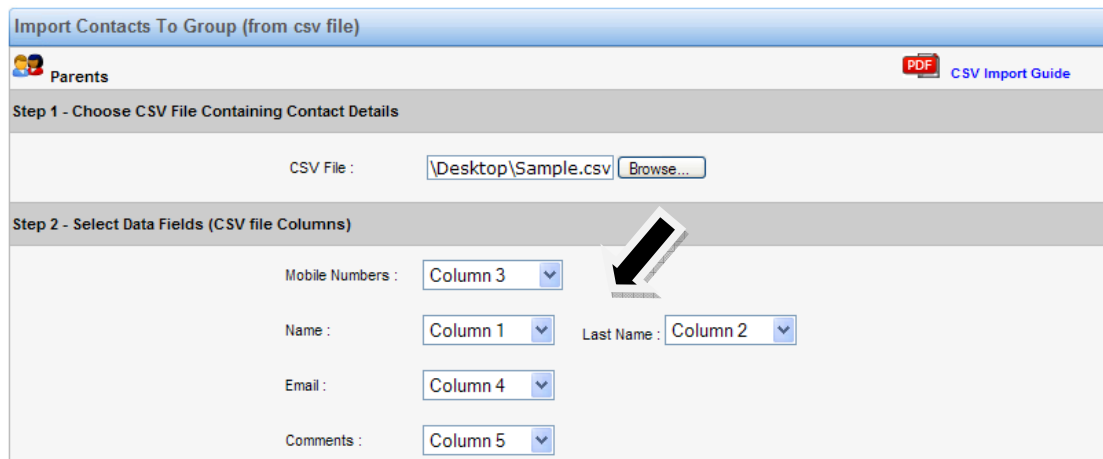 Import Contacts To Group (from csv file)
Parents
PDF CSV Import Guide
Step 1 - Choose CSV File Containing Contact Details
CSV File : \Desktop\Sample.csv Browse...
Step 2 - Select Data Fields (CSV file Columns)
Mobile Numbers : Column 3
Name : Column 1 Last Name : Column 2
Email : Column 4
Comments : Column 5